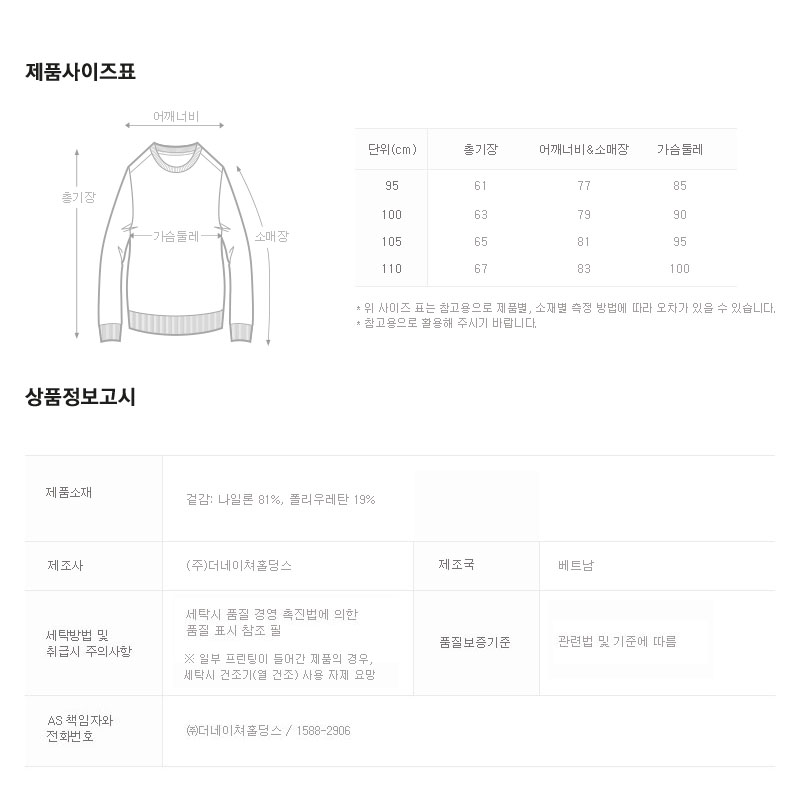 제품사이즈표
어깨너비
총기장
가슴둘레
소매장
단위(cm) 총기장 어깨너비&소매장 가슴둘레
95 61 77 85
100 63 79 90
105 65 81 95
110 67 83 100
* 위 사이즈 표는 참고용으로 제품별, 소재별 측정 방법에 따라 오차가 있을 수 있습니다.
* 참고용으로 활용해 주시기 바랍니다.
상품정보고시
제품소재 겉감: 나일론 81%, 폴리우레탄 19%
제조사 (주)더네이쳐홀딩스 제조국 베트남
세탁방법 및
취급시 주의사항
세탁시 품질 경영 촉진법에 의한
품질 표시 참조 필
※ 일부 프린팅이 들어간 제품의 경우,
세탁시 건조기(열 건조) 사용 자제 요망
품질보증기준 관련법 및 기준에 따름
AS 책임자와
전화번호
㈜더네이쳐홀딩스 / 1588-2906